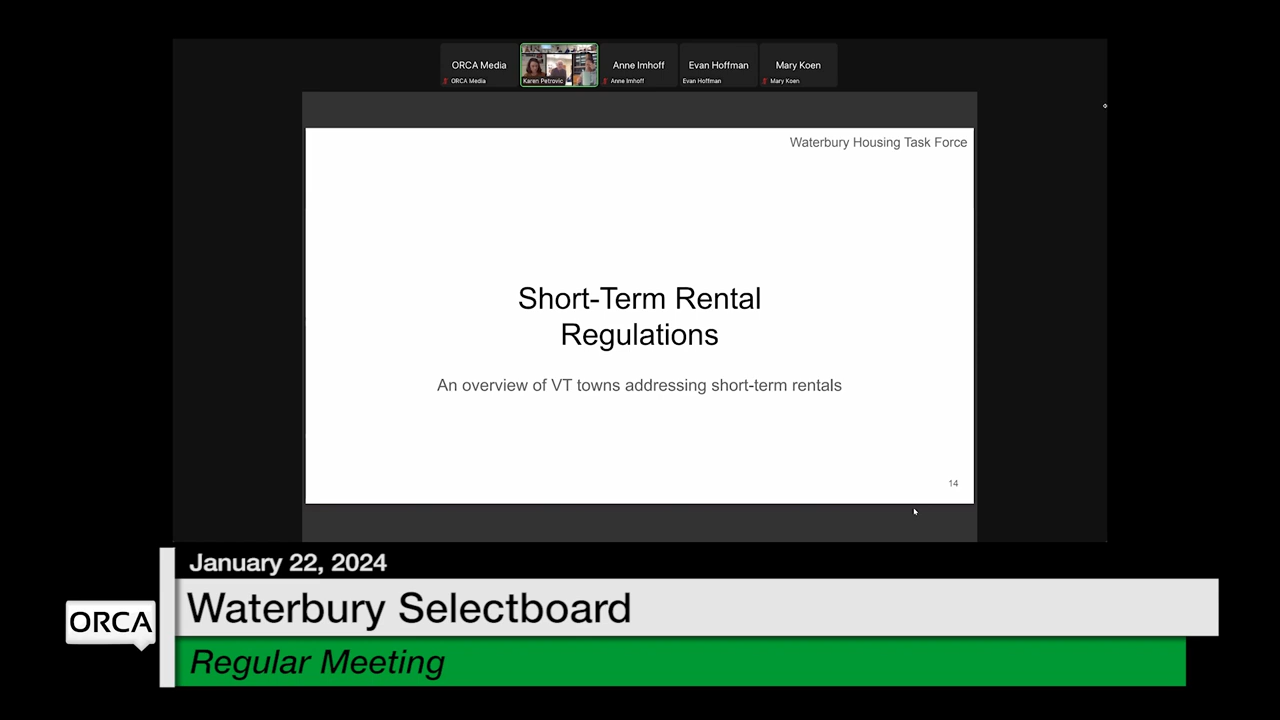 ORCA Media
Anne Imhoff
Evan Hoffman
Mary Koen
ORCA Media
Karen Petrovic
Anne Imhoff
Evan Hoffman
Mary Koen
Waterbury Housing Task Force
Short-Term Rental
Regulations
An overview of VT towns addressing short-term rentals
14
January 22, 2024
ORCA
Waterbury Selectboard
Regular Meeting